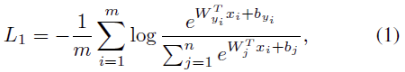 L_1 = -\frac{1}{m} \sum_{i=1}^{m} \log \frac{e^{W_{y_i}^T x_i + b_{y_i}}}{\sum_{j=1}^{n} e^{W_j^T x_i + b_j}}, (1)